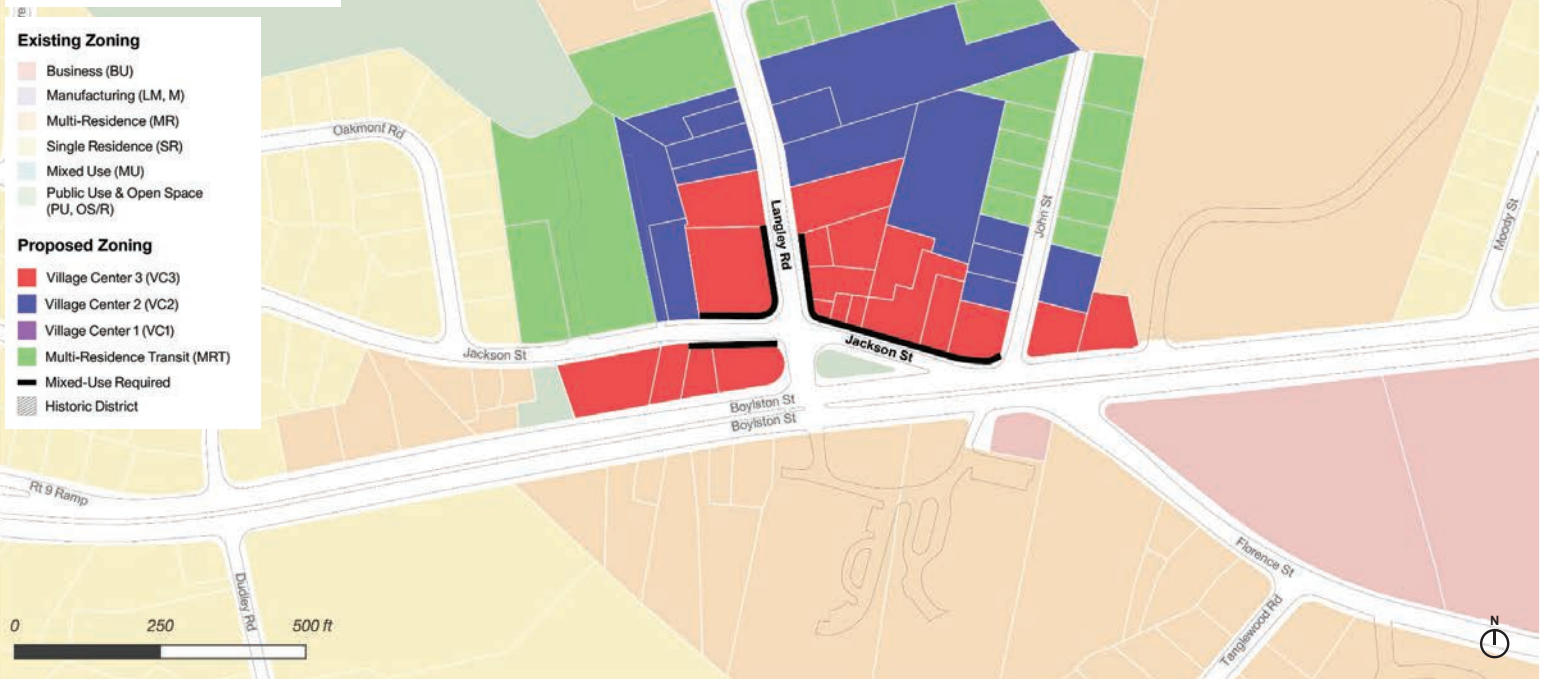 Existing Zoning
Business (BU)
Manufacturing (LM, M)
Multi-Residence (MR)
Single Residence (SR)
Mixed Use (MU)
Public Use & Open Space
(PU, OS/R)
Proposed Zoning
Village Center 3 (VC3)
Village Center 2 (VC2)
Village Center 1 (VC1)
Multi-Residence Transit (MRT)
Mixed-Use Required
Historic District
Oakmont Rd
Langley Rd
John St
Moody St
Jackson St
Jackson St
Boylston St
Boylston St
Rt 9 Ramp
Dudley Rd
Florence St
Tanglewood Rd
0 250 500 ft
N